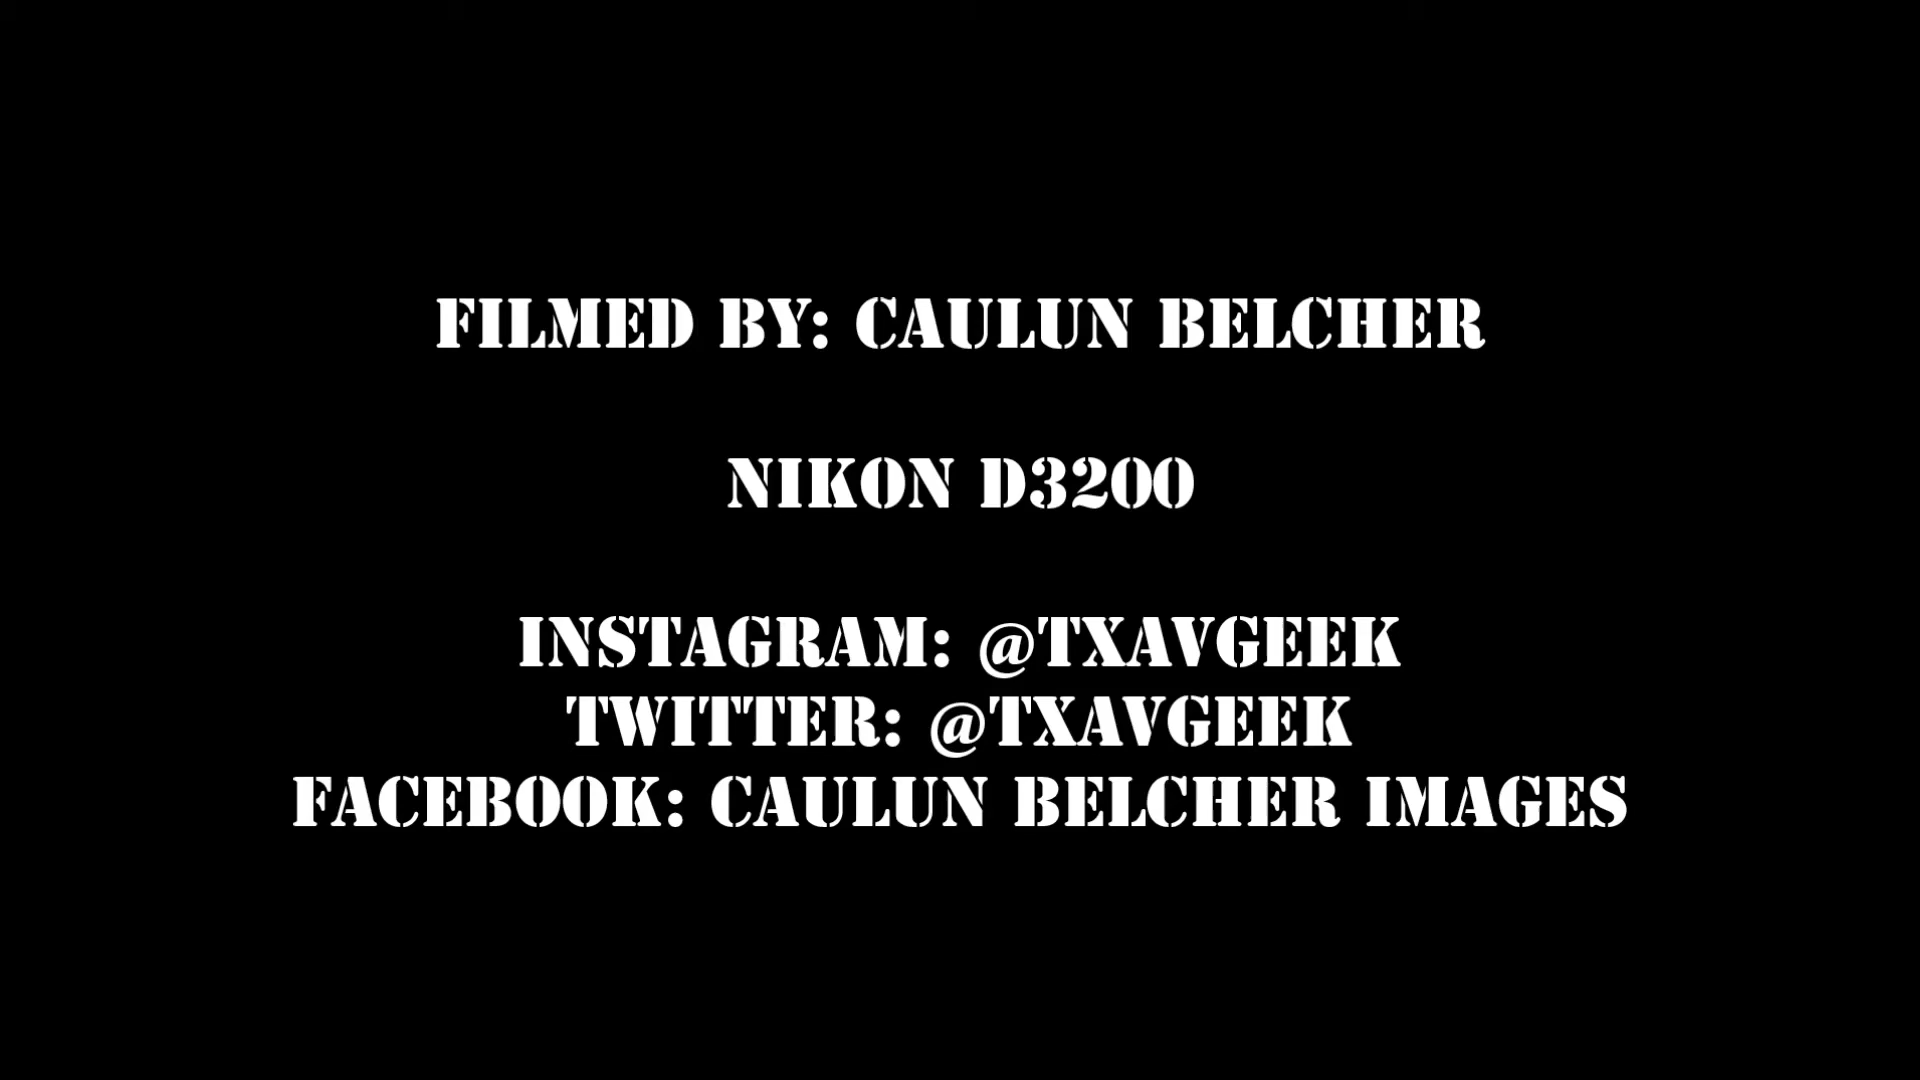 FILMED BY: CAULUN BELCHER
NIKON D3200
INSTAGRAM: @TXAVGEEK
TWITTER: @TXAVGEEK
FACEBOOK: CAULUN BELCHER IMAGES